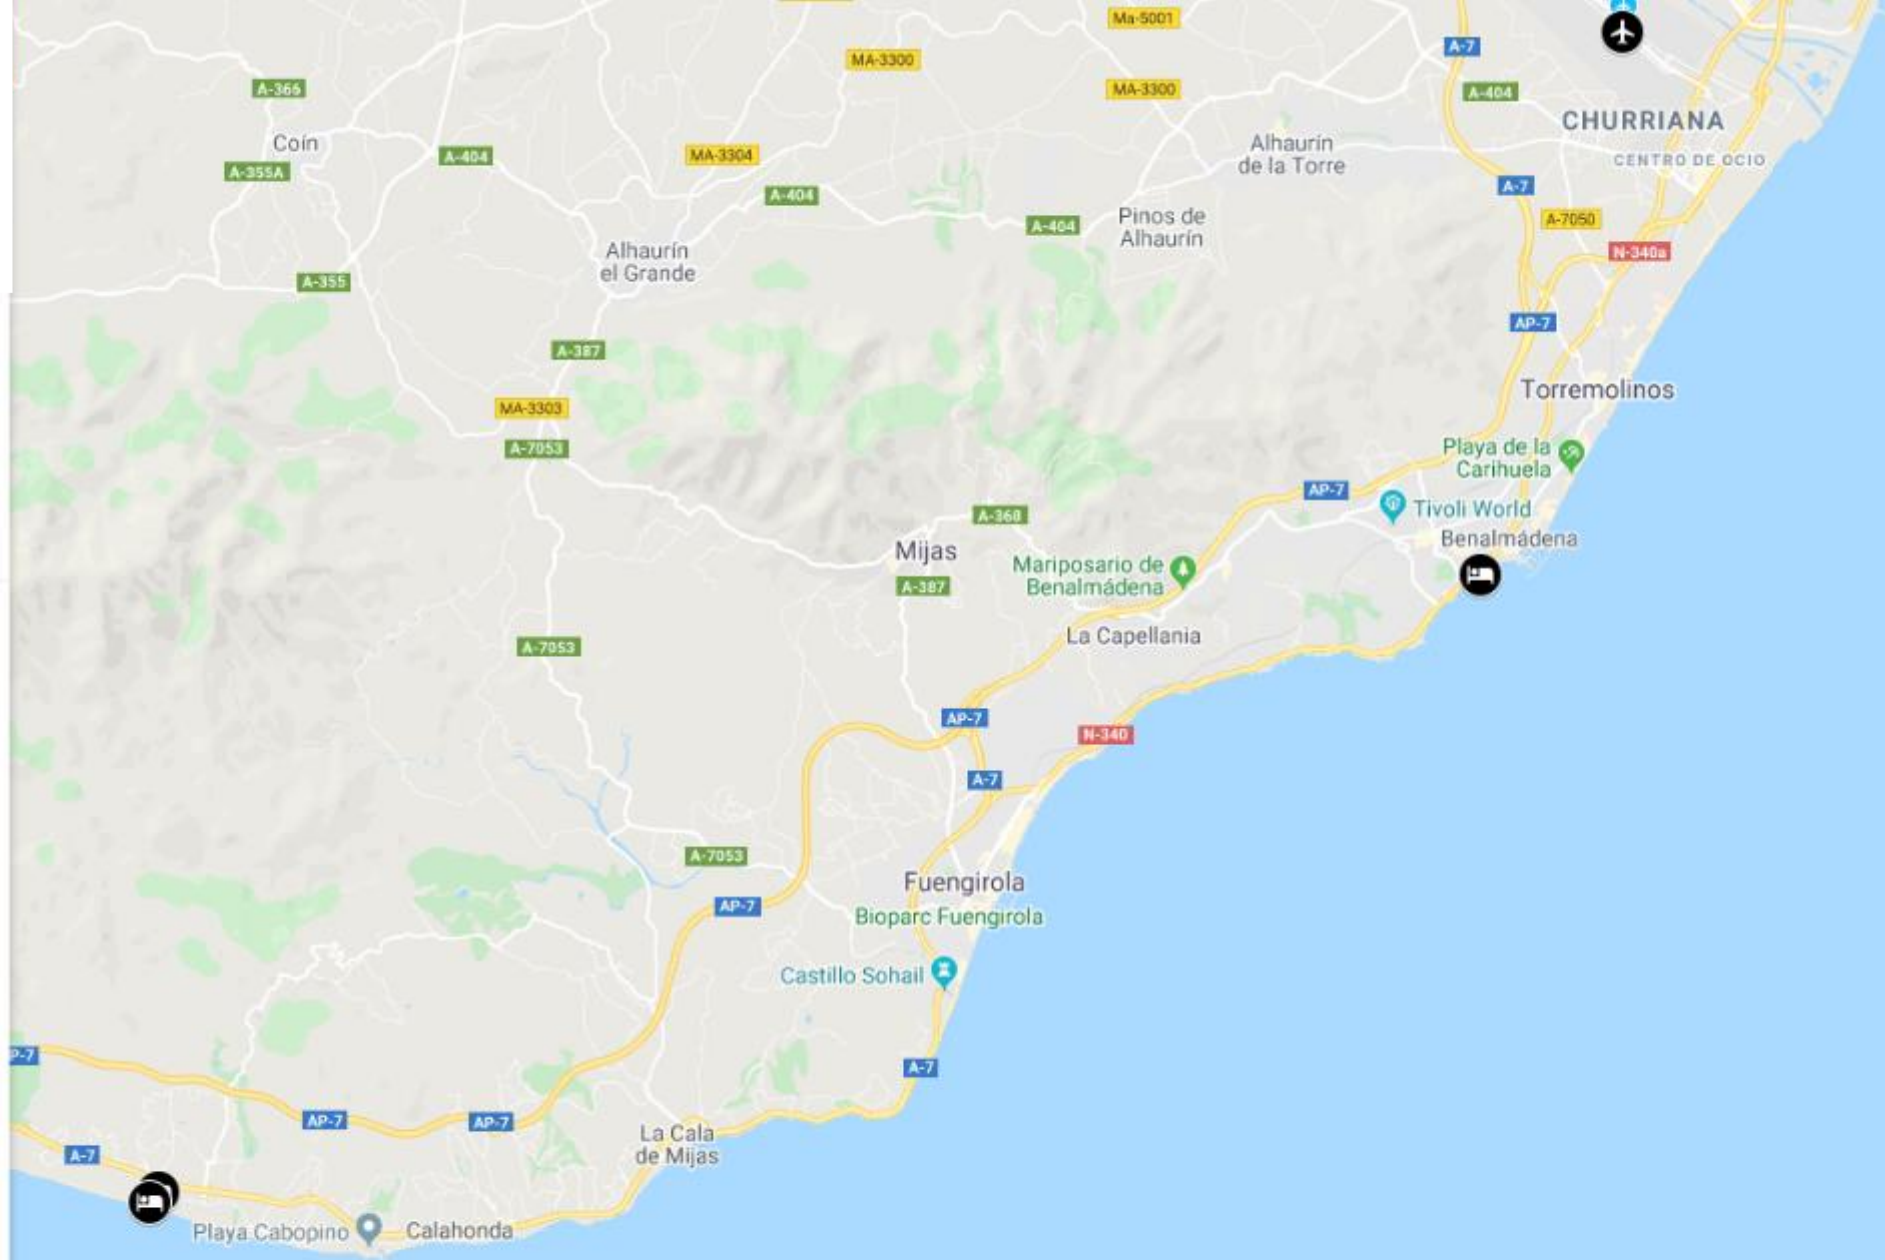 Ma-5001
A-7
MA-3300
A-366
MA-3300
A-404
CHURRIANA
Coín
A-404
MA-3304
Alhaurín
de la Torre
CENTRO DE OCIO
A-355A
A-404
A-7
A-404
Pinos de
Alhaurín
A-7050
Alhaurín
el Grande
N-340a
A-355
AP-7
A-387
Torremolinos
MA-3303
A-7053
Playa de la
Carihuela
AP-7
Tivoli World
A-368
Mijas
Benalmádena
Mariposario de
Benalmádena
A-387
La Capellania
A-7053
AP-7
N-340
A-7
A-7053
Fuengirola
AP-7
Bioparc Fuengirola
Castillo Sohail
P-7
A-7
AP-7
AP-7
La Cala
de Mijas
A-7
Playa Cabopino
Calahonda